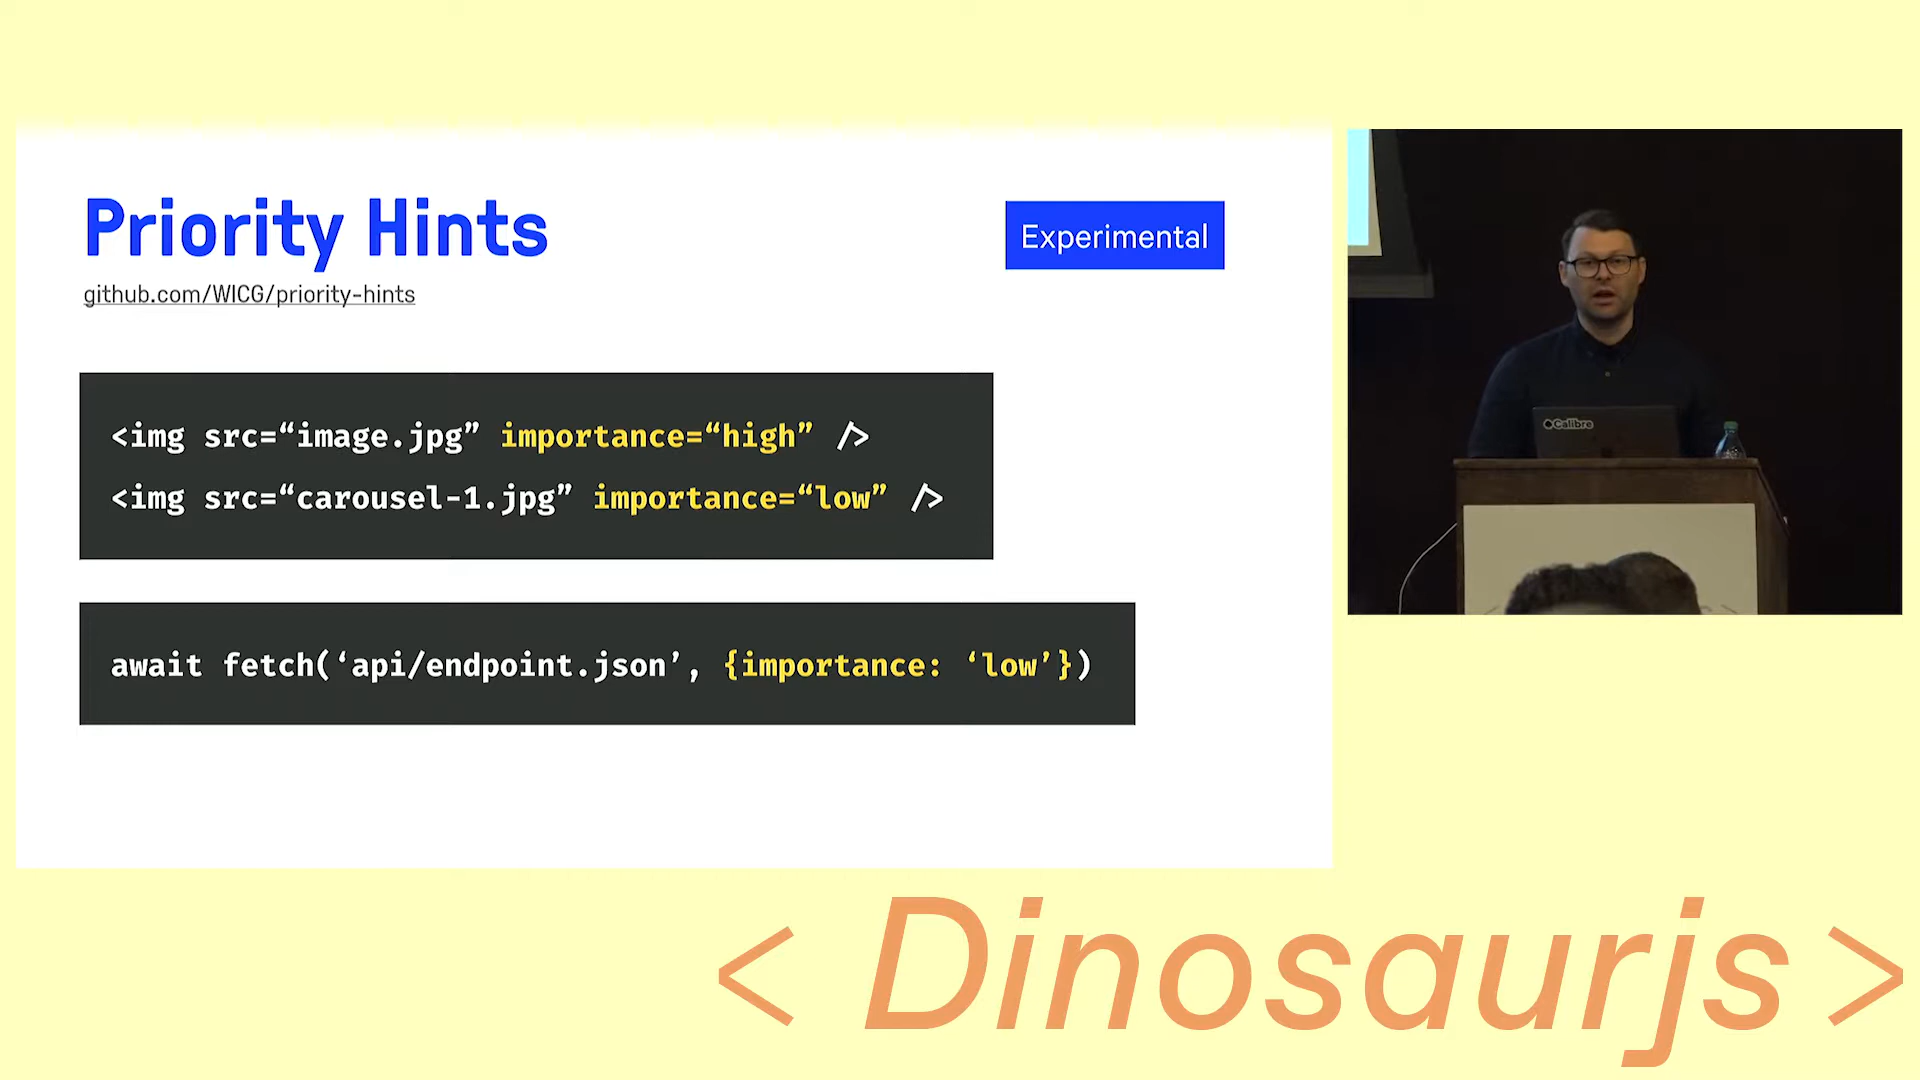 Priority Hints
Experimental
github.com/WICG/priority-hints
<img src=“image.jpg” importance=“high” />
<img src=“carousel-1.jpg” importance=“low” />
await fetch(‘api/endpoint.json’, {importance: ‘low’})
Calibre
< Dinosaurjs >